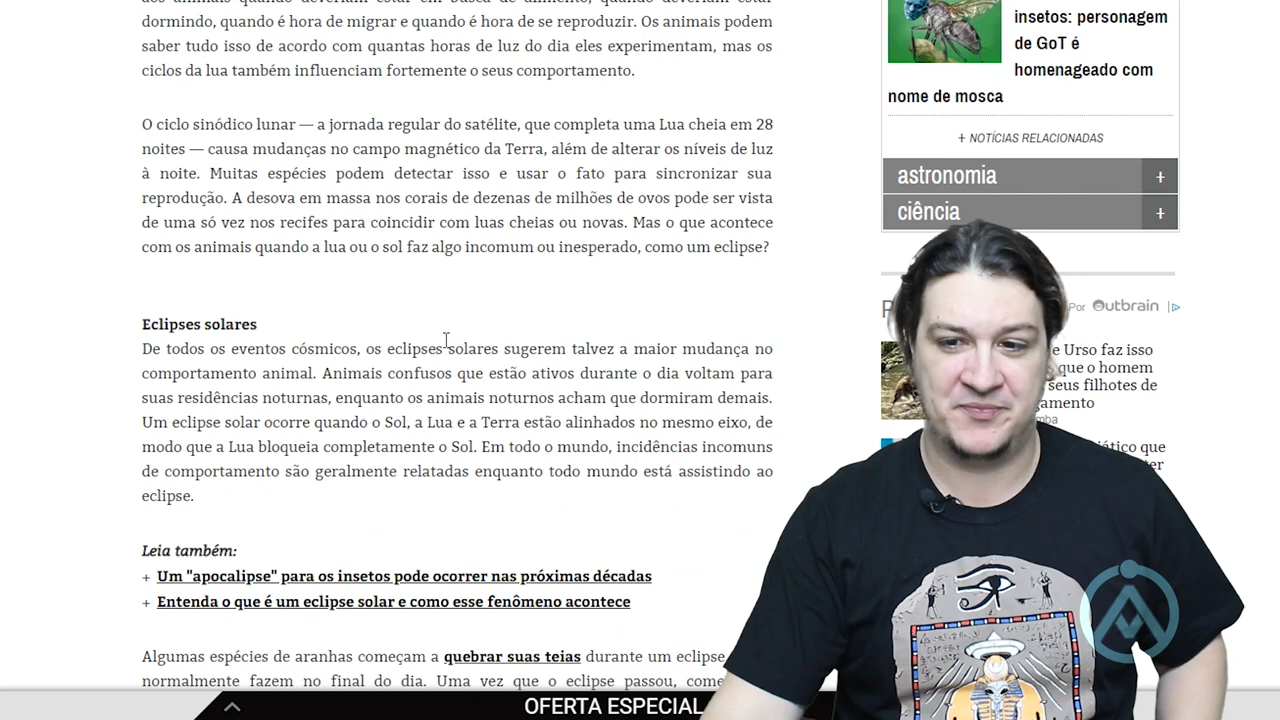 dormindo, quando é hora de migrar e quando é hora de se reproduzir. Os animais podem
saber tudo isso de acordo com quantas horas de luz do dia eles experimentam, mas os
ciclos da lua também influenciam fortemente o seu comportamento.
O ciclo sinódico lunar — a jornada regular do satélite, que completa uma Lua cheia em 28
noites — causa mudanças no campo magnético da Terra, além de alterar os níveis de luz
à noite. Muitas espécies podem detectar isso e usar o fato para sincronizar sua
reprodução. A desova em massa nos corais de dezenas de milhões de ovos pode ser vista
de uma só vez nos recifes para coincidir com luas cheias ou novas. Mas o que acontece
com os animais quando a lua ou o sol faz algo incomum ou inesperado, como um eclipse?
Eclipses solares
De todos os eventos cósmicos, os eclipses solares sugerem talvez a maior mudança no
comportamento animal. Animais confusos que estão ativos durante o dia voltam para
suas residências noturnas, enquanto os animais noturnos acham que dormiram demais.
Um eclipse solar ocorre quando o Sol, a Lua e a Terra estão alinhados no mesmo eixo, de
modo que a Lua bloqueia completamente o Sol. Em todo o mundo, incidências incomuns
de comportamento são geralmente relatadas enquanto todo mundo está assistindo ao
eclipse.
Leia também:
+ Um "apocalipse" para os insetos pode ocorrer nas próximas décadas
+ Entenda o que é um eclipse solar e como esse fenômeno acontece
Algumas espécies de aranhas começam a quebrar suas teias durante um eclipse
normalmente fazem no final do dia. Uma vez que o eclipse passou,
insetos: personagem
de GoT é
homenageado com
nome de mosca
+ NOTÍCIAS RELACIONADAS
astronomia +
ciência +
Por Outbrain
e Urso faz isso
que o homem
seus filhotes de
OFERTA ESPECIAL